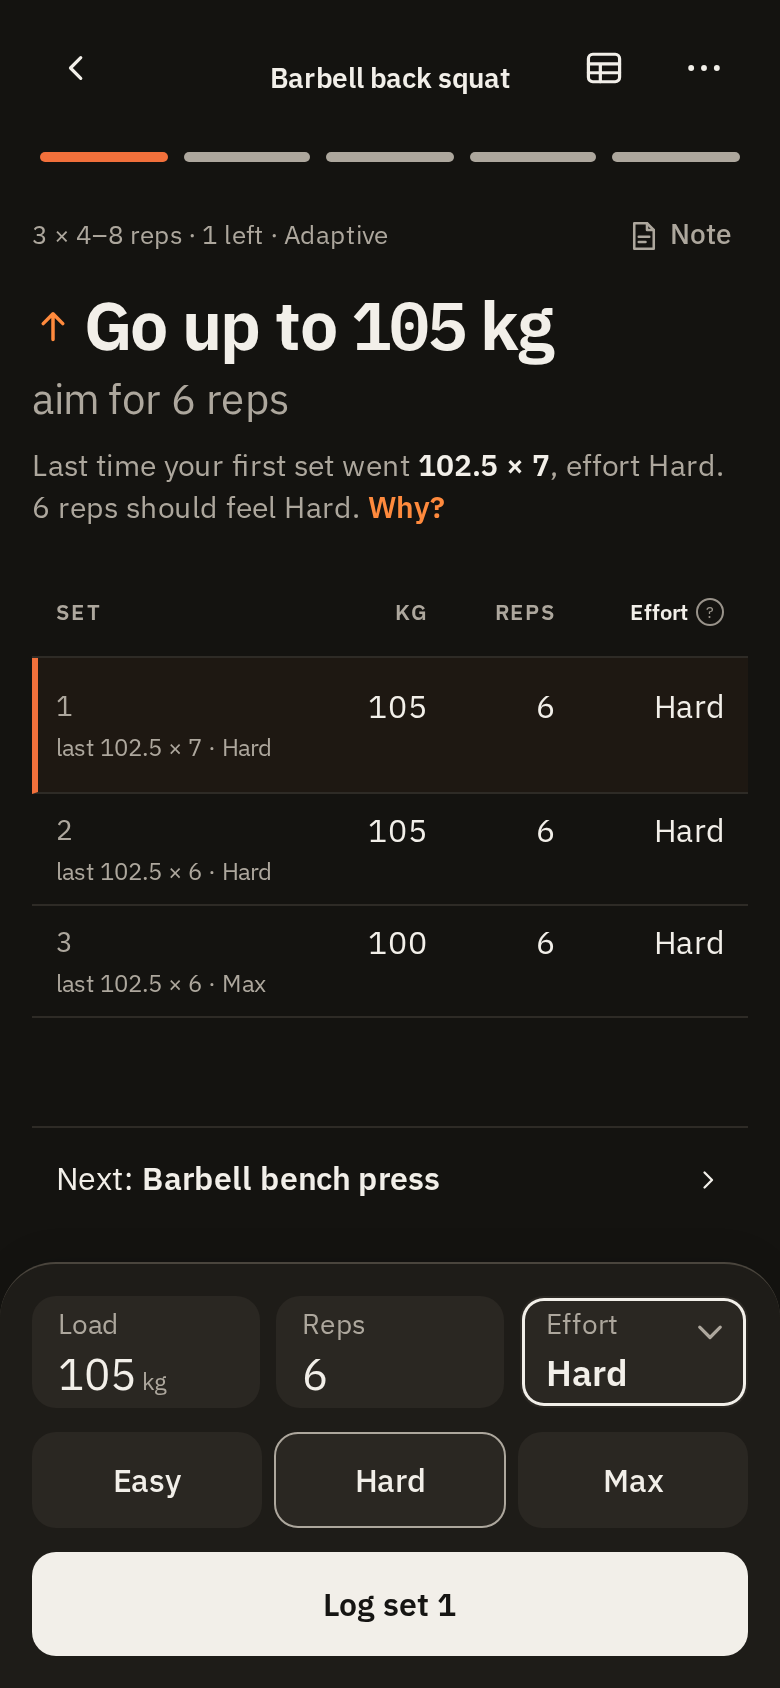 Barbell back squat
3 × 4–8 reps · 1 left · Adaptive
Note
↑ Go up to 105 kg
aim for 6 reps
Last time your first set went 102.5 × 7, effort Hard.
6 reps should feel Hard. Why?
SET KG REPS Effort ?
1 105 6 Hard
last 102.5 × 7 · Hard
2 105 6 Hard
last 102.5 × 6 · Hard
3 100 6 Hard
last 102.5 × 6 · Max
Next: Barbell bench press
Load Reps Effort
105 kg 6 Hard
Easy Hard Max
Log set 1